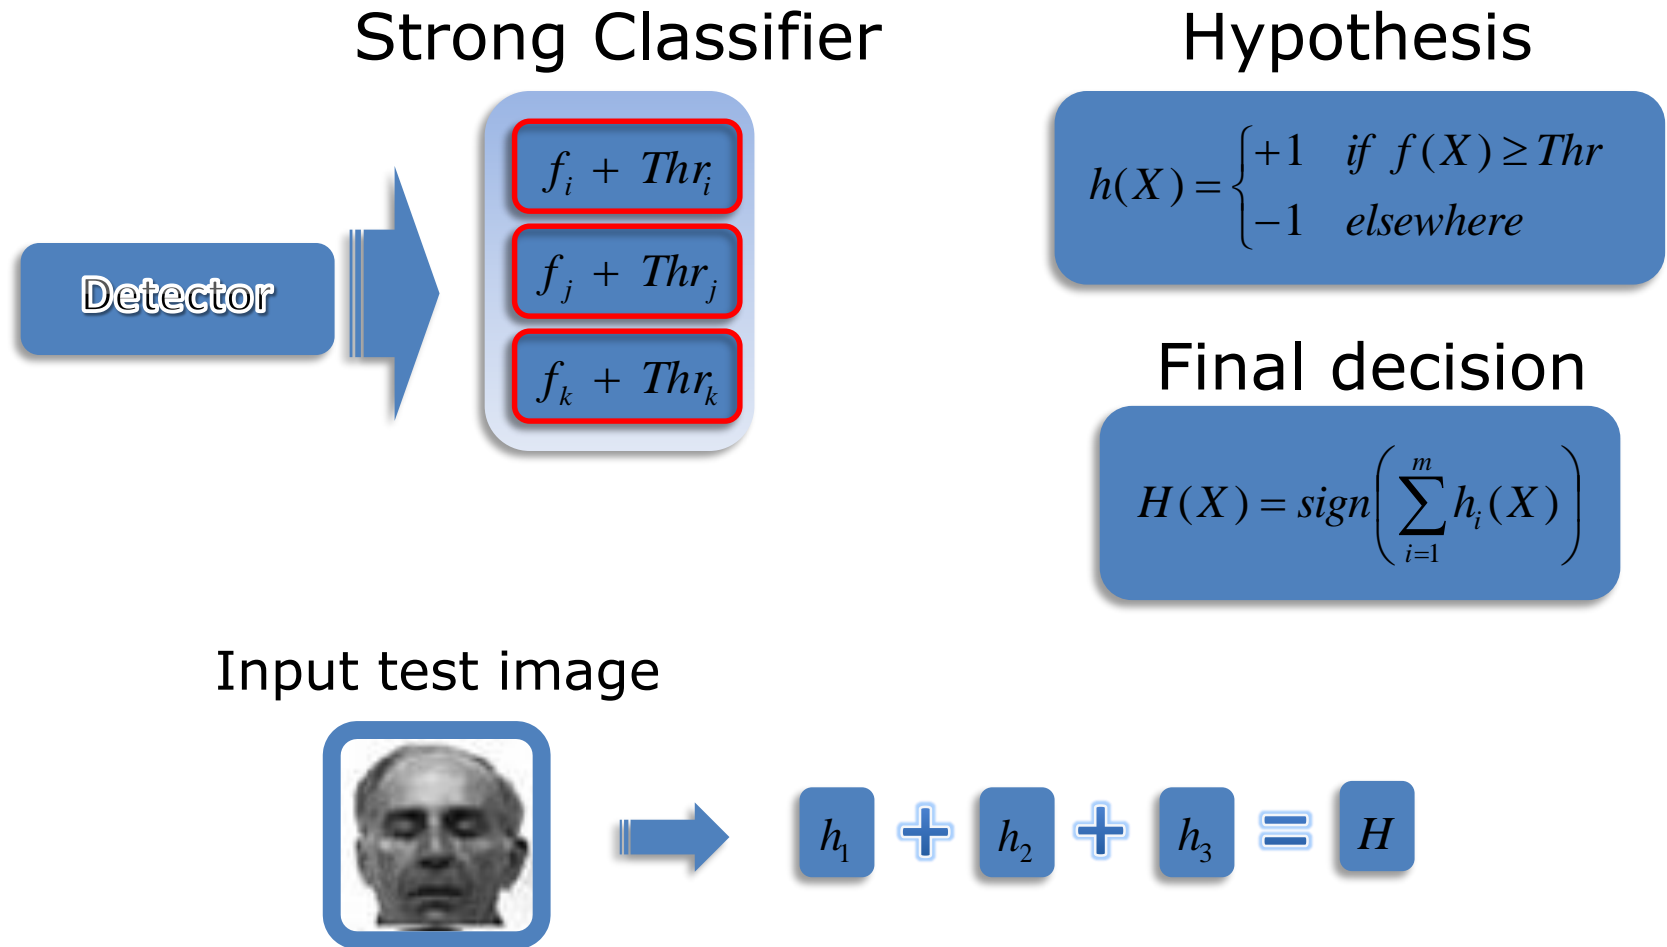 Strong Classifier
Hypothesis
f_i + Thr_i
f_j + Thr_j
f_k + Thr_k
Detector
h(X) = { +1 if f(X) ≥ Thr
−1 elsewhere
Final decision
H(X) = sign( ∑_{i=1}^{m} h_i(X) )
Input test image
h_1 + h_2 + h_3 = H